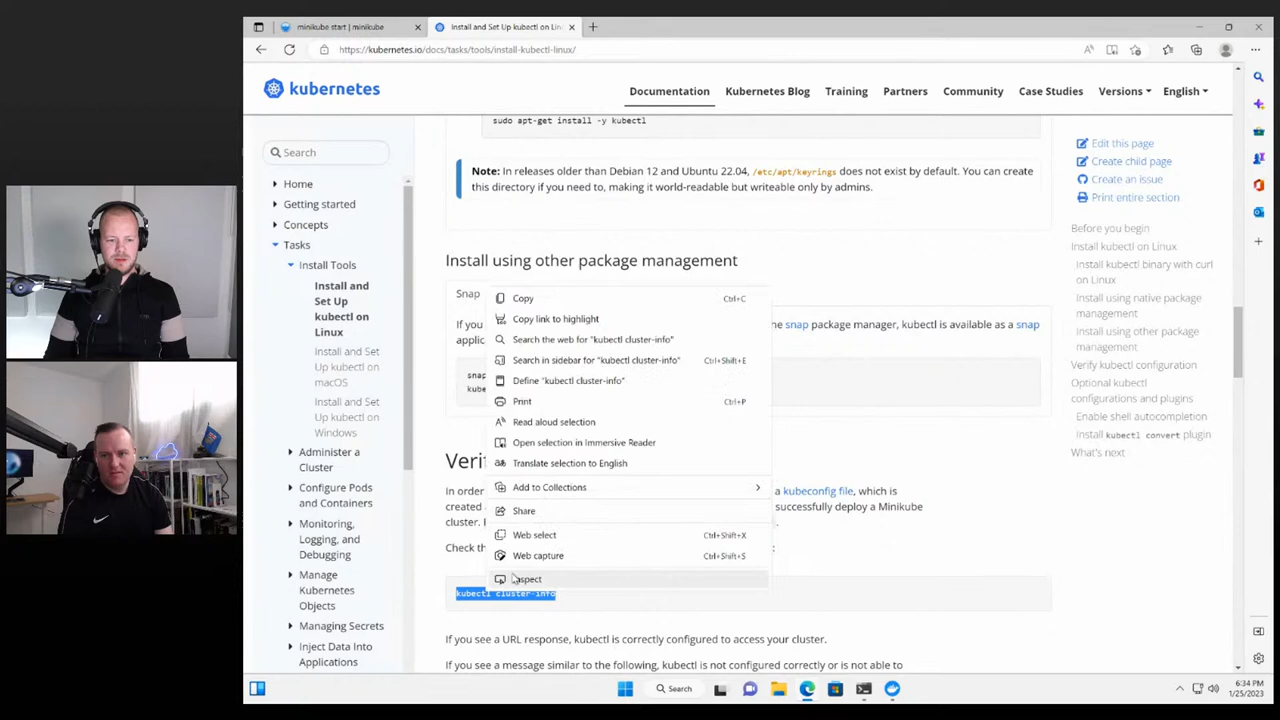 minikube start | minikube
Install and Set Up kubectl on Lin
https://kubernetes.io/docs/tasks/tools/install-kubectl-linux/
kubernetes
Documentation
Kubernetes Blog
Training
Partners
Community
Case Studies
Versions
English
Search
Home
Getting started
Concepts
Tasks
Install Tools
Install and
Set Up
kubectl on
Linux
Install and Set
Up kubectl on
macOS
Install and Set
Up kubectl on
Windows
Administer a
Cluster
Configure Pods
and Containers
Monitoring,
Logging, and
Debugging
Manage
Kubernetes
Objects
Managing Secrets
Inject Data Into
Applications
sudo apt-get install -y kubectl
Note: In releases older than Debian 12 and Ubuntu 22.04, /etc/apt/keyrings does not exist by default. You can create
this directory if you need to, making it world-readable but writeable only by admins.
Install using other package management
Snap
If you
the snap package manager, kubectl is available as a snap
applic
snap
kube
Verif
In order
a kubeconfig file, which is
created
successfully deploy a Minikube
cluster.
Check th
kubectl cluster-info
If you see a URL response, kubectl is correctly configured to access your cluster.
If you see a message similar to the following, kubectl is not configured correctly or is not able to
Copy Ctrl+C
Copy link to highlight
Search the web for "kubectl cluster-info"
Search in sidebar for "kubectl cluster-info" Ctrl+Shift+E
Define "kubectl cluster-info"
Print Ctrl+P
Read aloud selection
Open selection in Immersive Reader
Translate selection to English
Add to Collections
Share
Web select Ctrl+Shift+X
Web capture Ctrl+Shift+S
Inspect
Edit this page
Create child page
Create an issue
Print entire section
Before you begin
Install kubectl on Linux
Install kubectl binary with curl
on Linux
Install using native package
management
Install using other package
management
Verify kubectl configuration
Optional kubectl
configurations and plugins
Enable shell autocompletion
Install kubectl convert plugin
What's next
Search
6:34 PM
1/25/2023